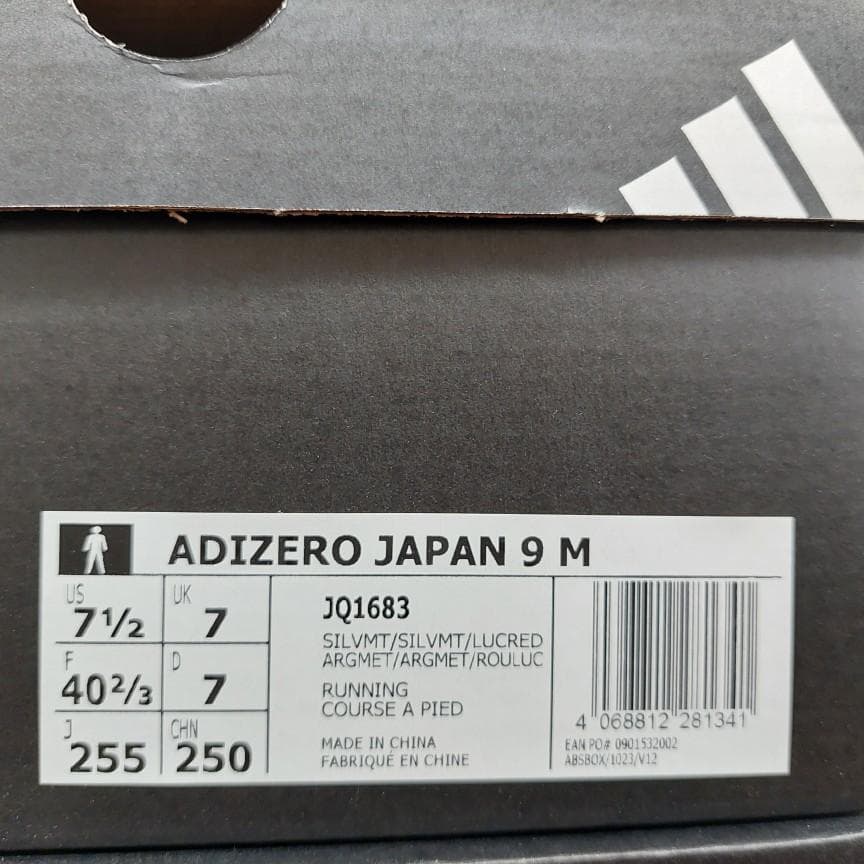 ADIZERO JAPAN 9 M
US 7½ UK 7
F 40⅔ D 7
J 255 CHN 250
JQ1683
SILVMT/SILVMT/LUCRED
ARGMET/ARGMET/ROULUC
RUNNING
COURSE A PIED
MADE IN CHINA
FABRIQUÉ EN CHINE
4 068812 281341
EAN PO# 0901532002
ABSBOX/1023/V12